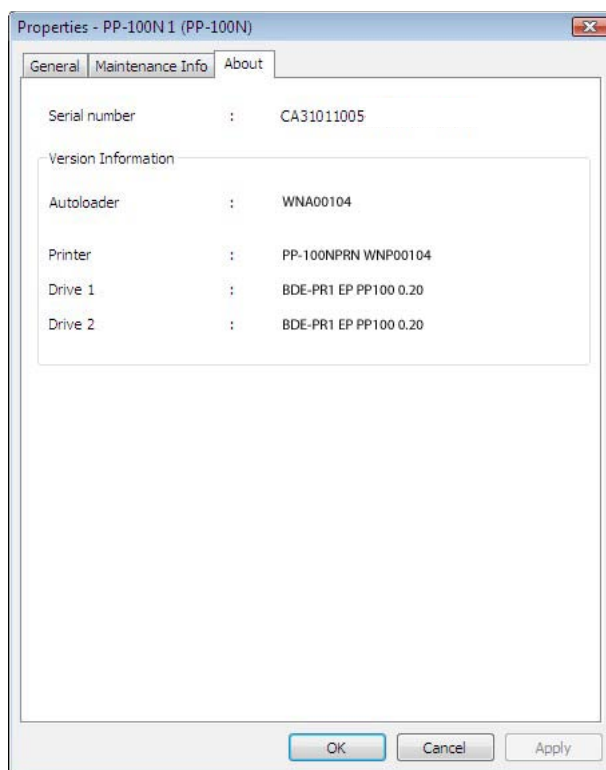 Properties - PP-100N 1 (PP-100N)
General Maintenance Info About
Serial number : CA31011005
Version Information
Autoloader : WNA00104
Printer : PP-100NPRN WNP00104
Drive 1 : BDE-PR1 EP PP100 0.20
Drive 2 : BDE-PR1 EP PP100 0.20
OK Cancel Apply